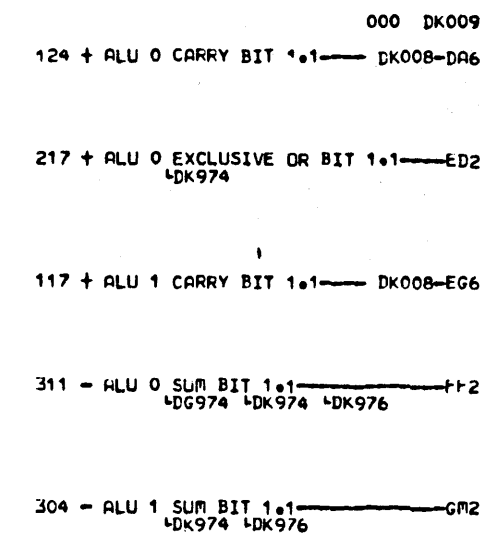 000 DK009
124 + ALU 0 CARRY BIT 1.1 DK008-DA6
217 + ALU 0 EXCLUSIVE OR BIT 1.1 ED2
DK974
117 + ALU 1 CARRY BIT 1.1 DK008-EG6
311 - ALU 0 SUM BIT 1.1
DG974 DK974 DK976
304 - ALU 1 SUM BIT 1.1 GM2
DK974 DK976